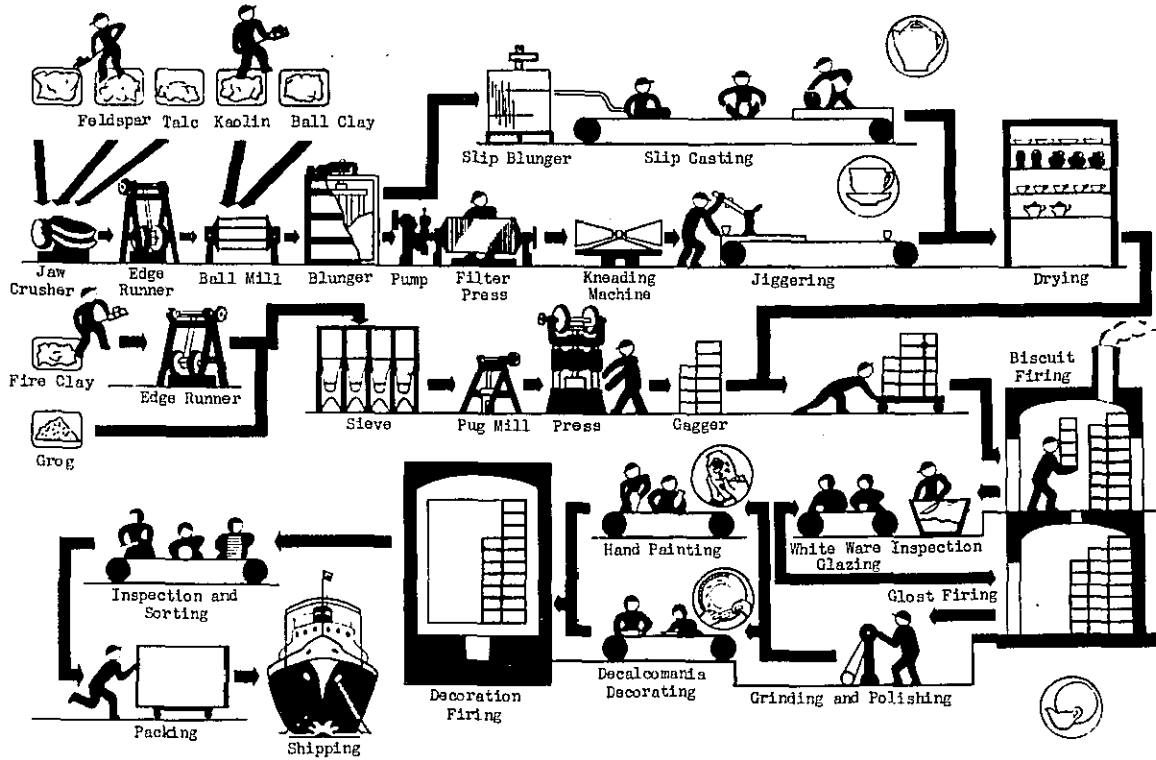 Feldspar Talc Kaolin Ball Clay
Slip Blunger
Slip Casting
Jaw
Crusher
Edge
Runner
Ball Mill
Blunger
Pump
Filter
Press
Kneading
Machine
Jiggering
Drying
Fire Clay
Edge Runner
Grog
Sieve
Pug Mill
Press
Gagger
Biscuit
Firing
Hand Painting
White Ware Inspection
Glazing
Glost Firing
Inspection and
Sorting
Decalcomania
Decorating
Grinding and Polishing
Decoration
Firing
Packing
Shipping